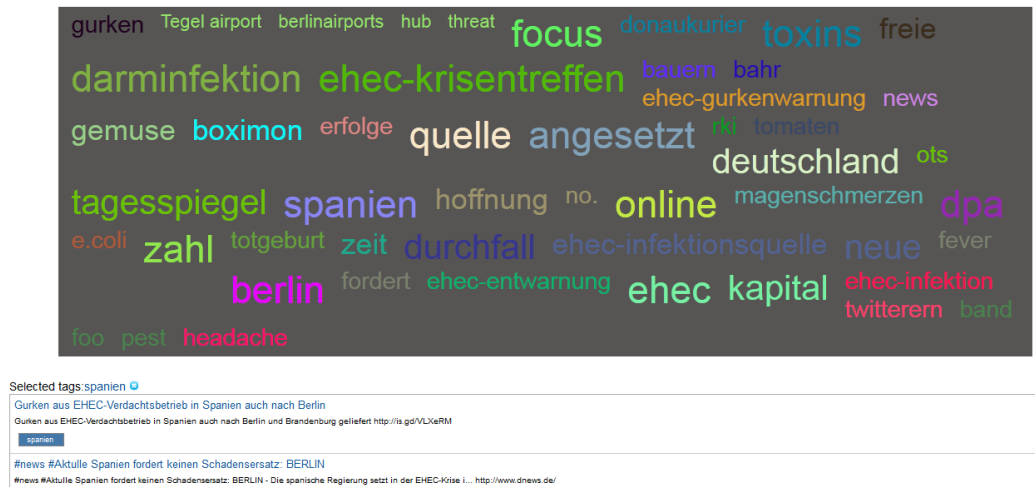 gurken Tegel airport berlinairports hub threat focus donaukurier toxins freie
darminfektion ehec-krisentreffen bauern bahr
ehec-gurkenwarnung news
gemuse boximon erfolge quelle angesetzt rki tomaten
deutschland ots
tagesspiegel spanien hoffnung no. online magenschmerzen dpa
e.coli zahl totgeburt zeit durchfall ehec-infektionsquelle neue fever
berlin fordert ehec-entwarnung ehec kapital ehec-infektion
twitterern band
foo pest headache
Selected tags:spanien
Gurken aus EHEC-Verdachtsbetrieb in Spanien auch nach Berlin
Gurken aus EHEC-Verdachtsbetrieb in Spanien auch nach Berlin und Brandenburg geliefert http://is.gd/VLXeRM
spanien
#news #Aktulle Spanien fordert keinen Schadensersatz: BERLIN
#news #Aktulle Spanien fordert keinen Schadensersatz: BERLIN - Die spanische Regierung setzt in der EHEC-Krise i... http://www.dnews.de/